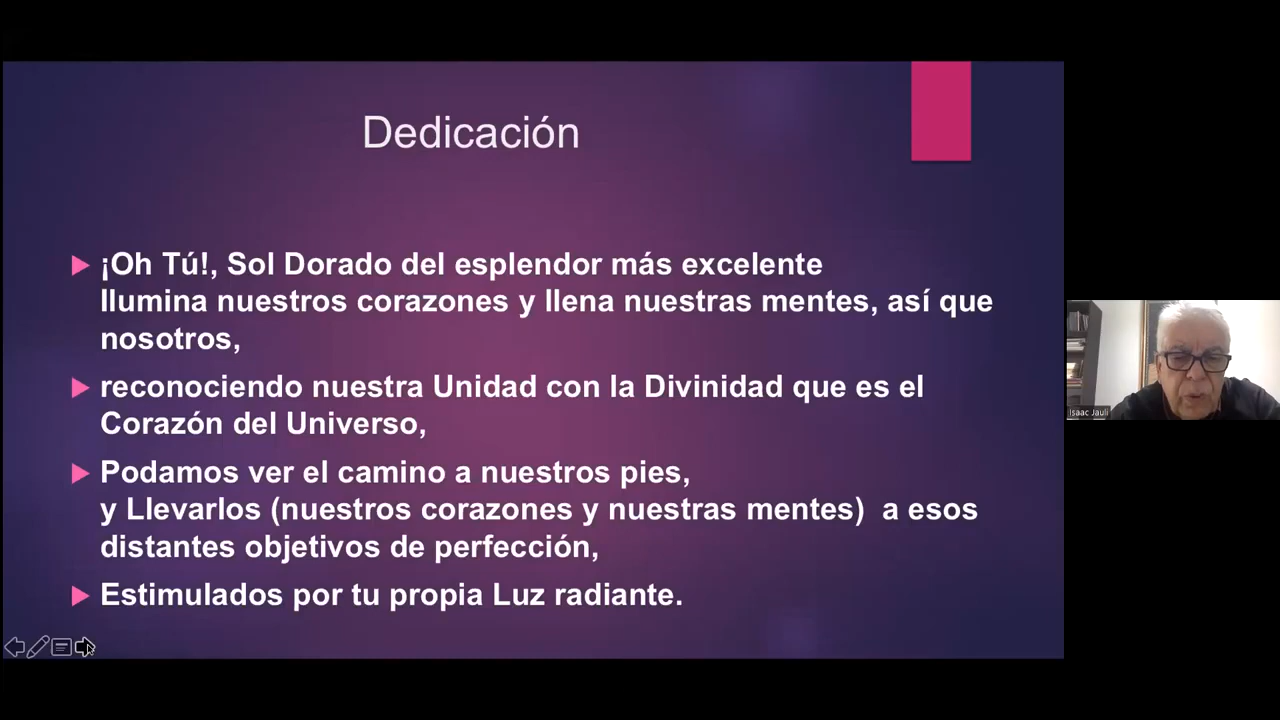 Dedicación
¡Oh Tú!, Sol Dorado del esplendor más excelente
Ilumina nuestros corazones y llena nuestras mentes, así que
nosotros,
reconociendo nuestra Unidad con la Divinidad que es el
Corazón del Universo,
Podamos ver el camino a nuestros pies,
y Llevarlos (nuestros corazones y nuestras mentes)  a esos
distantes objetivos de perfección,
Estimulados por tu propia Luz radiante.
Isaac Jauli